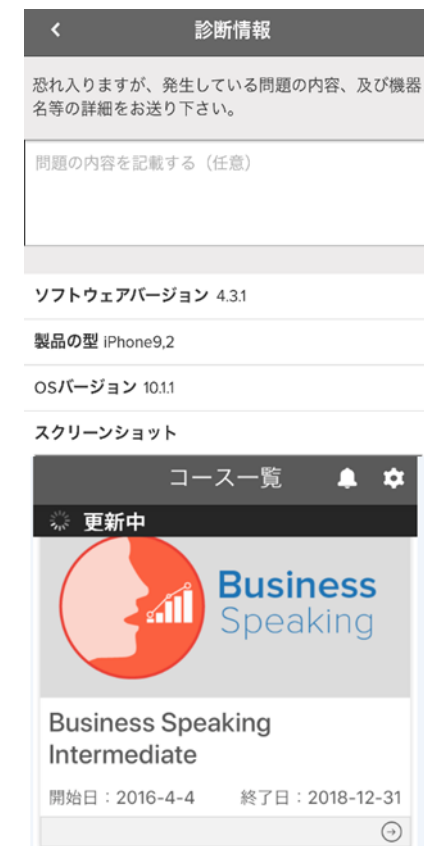 診断情報
恐れ入りますが、発生している問題の内容、及び機器
名等の詳細をお送り下さい。
問題の内容を記載する（任意）
ソフトウェアバージョン 4.3.1
製品の型 iPhone9,2
OSバージョン 10.1.1
スクリーンショット
コース一覧
更新中
Business
Speaking
Business Speaking
Intermediate
開始日：2016-4-4 終了日：2018-12-31